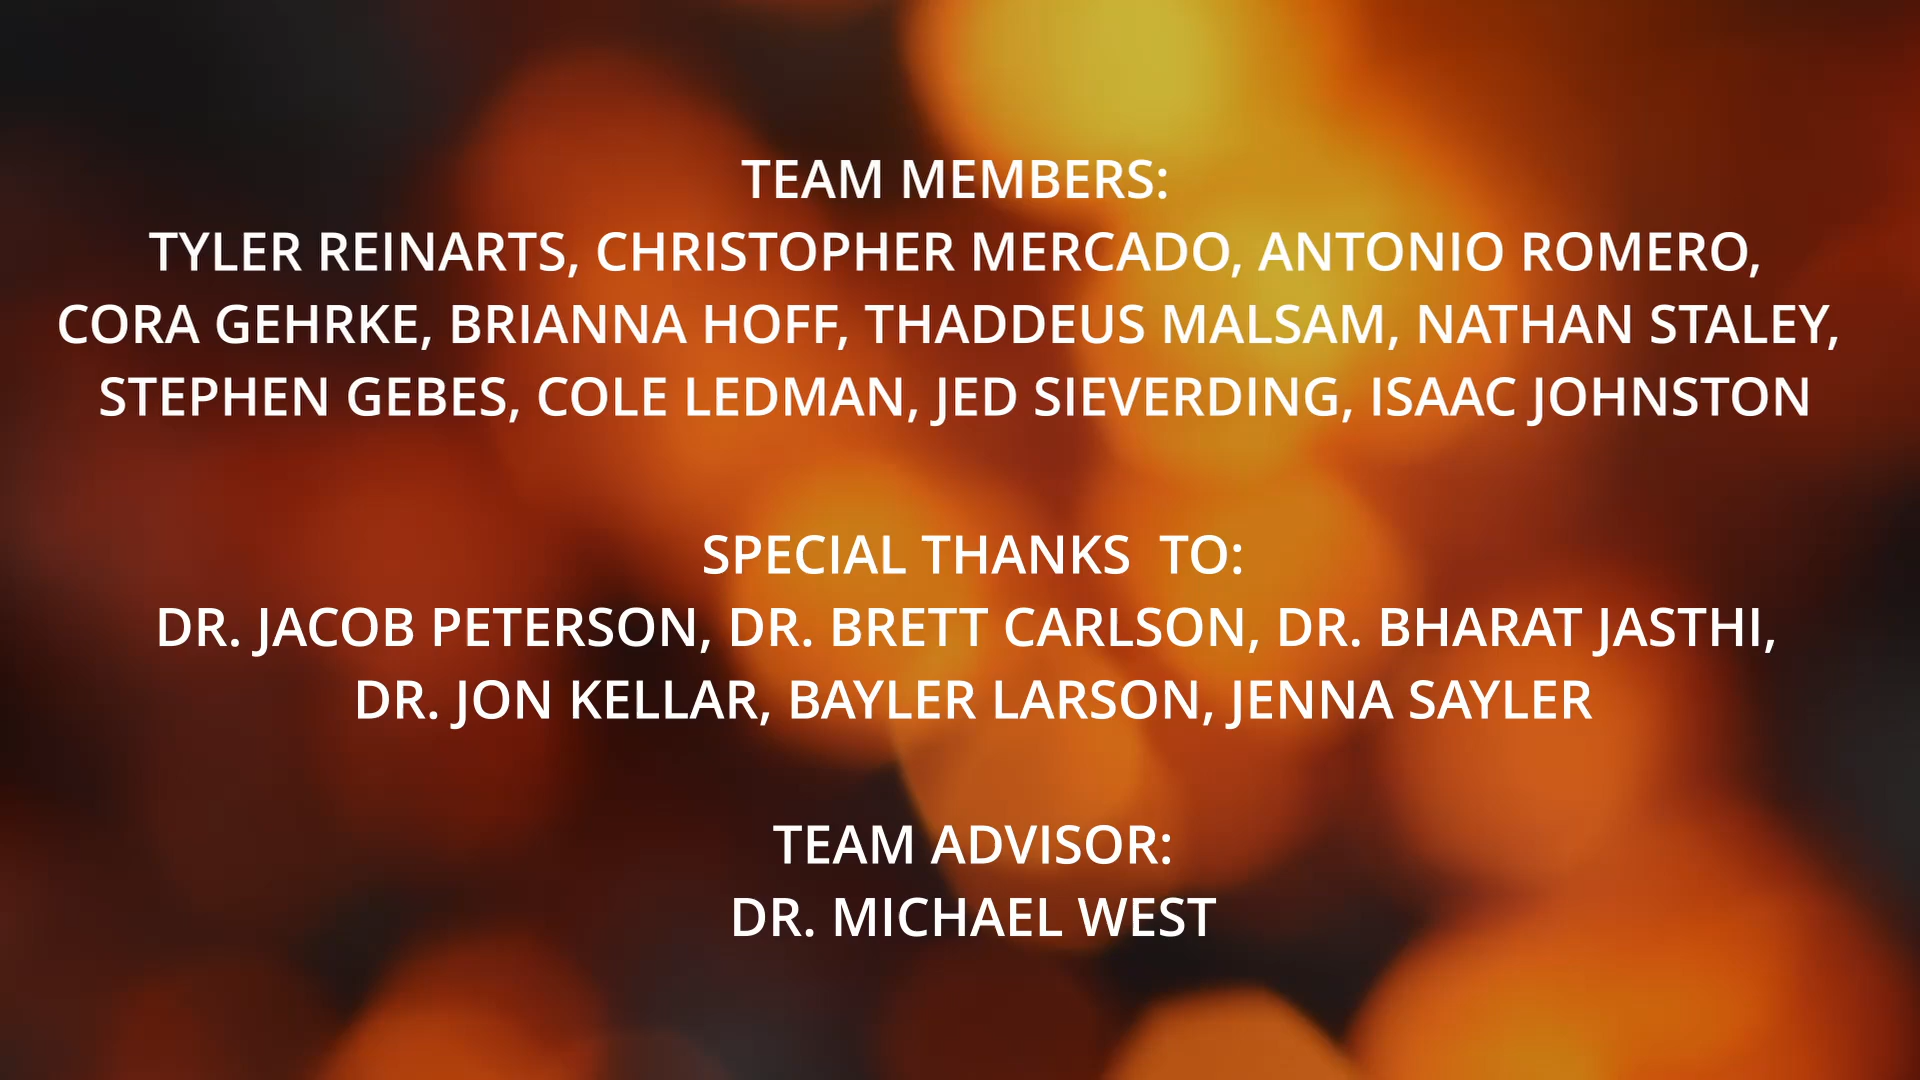 TEAM MEMBERS:
TYLER REINARTS, CHRISTOPHER MERCADO, ANTONIO ROMERO,
CORA GEHRKE, BRIANNA HOFF, THADDEUS MALSAM, NATHAN STALEY,
STEPHEN GEBES, COLE LEDMAN, JED SIEVERDING, ISAAC JOHNSTON
SPECIAL THANKS  TO:
DR. JACOB PETERSON, DR. BRETT CARLSON, DR. BHARAT JASTHI,
DR. JON KELLAR, BAYLER LARSON, JENNA SAYLER
TEAM ADVISOR:
DR. MICHAEL WEST